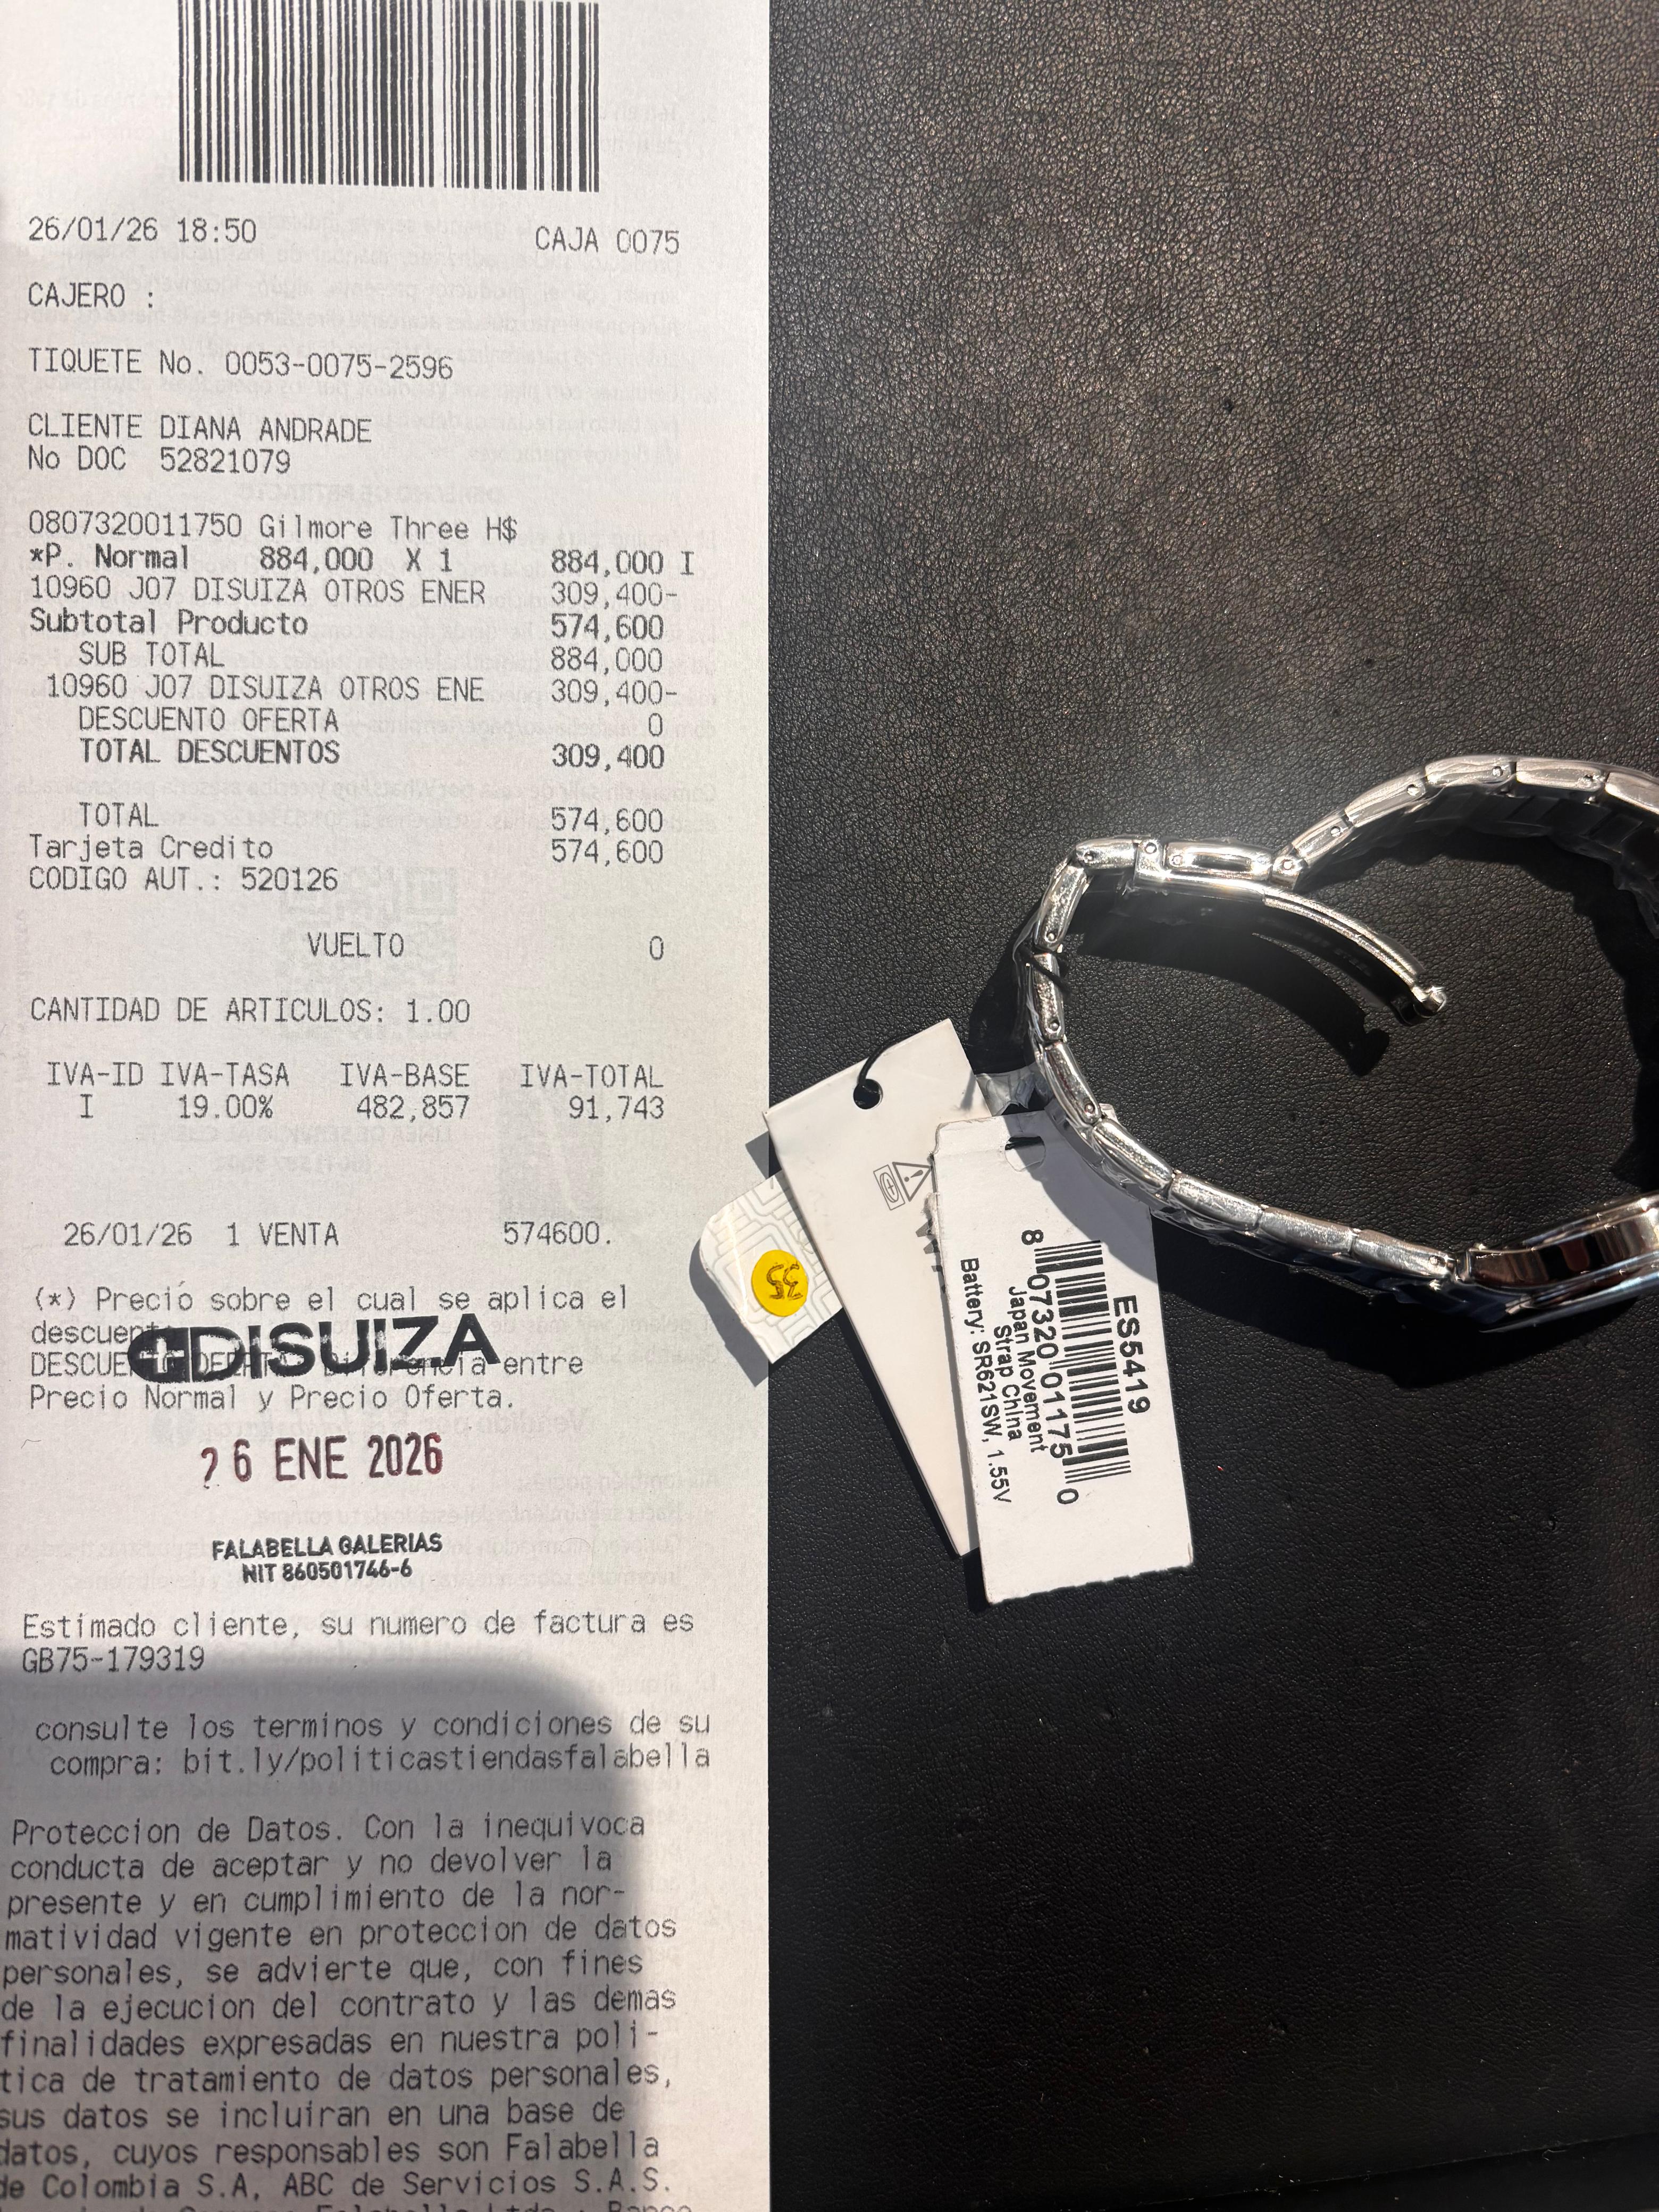 26/01/26 18:50 CAJA 0075
CAJERO :
TIQUETE No. 0053-0075-2596
CLIENTE DIANA ANDRADE
No DOC 52821079
0807320011750 Gilmore Three H$
*P. Normal 884,000 X 1 884,000 I
10960 J07 DISUIZA OTROS ENER 309,400-
Subtotal Producto 574,600
SUB TOTAL 884,000
10960 J07 DISUIZA OTROS ENE 309,400-
DESCUENTO OFERTA 0
TOTAL DESCUENTOS 309,400
TOTAL 574,600
Tarjeta Credito 574,600
CODIGO AUT.: 520126
VUELTO 0
CANTIDAD DE ARTICULOS: 1.00
IVA-ID IVA-TASA IVA-BASE IVA-TOTAL
I 19.00% 482,857 91,743
26/01/26 1 VENTA 574600.
(*) Precio sobre el cual se aplica el
descuento
DISUIZA
DESCUENTO OFERTA: Diferencia entre
Precio Normal y Precio Oferta.
26 ENE 2026
FALABELLA GALERIAS
NIT 860501746-6
Estimado cliente, su numero de factura es
GB75-179319
consulte los terminos y condiciones de su
compra: bit.ly/politicastiendasfalabella
Proteccion de Datos. Con la inequivoca
conducta de aceptar y no devolver la
presente y en cumplimiento de la nor-
matividad vigente en proteccion de datos
personales, se advierte que, con fines
de la ejecucion del contrato y las demas
finalidades expresadas en nuestra poli-
tica de tratamiento de datos personales,
sus datos se incluiran en una base de
datos, cuyos responsables son Falabella
de Colombia S.A, ABC de Servicios S.A.S.
35
ES5419
8 07320 01175 0
Japan Movement
Strap China
Battery: SR621SW, 1.55V